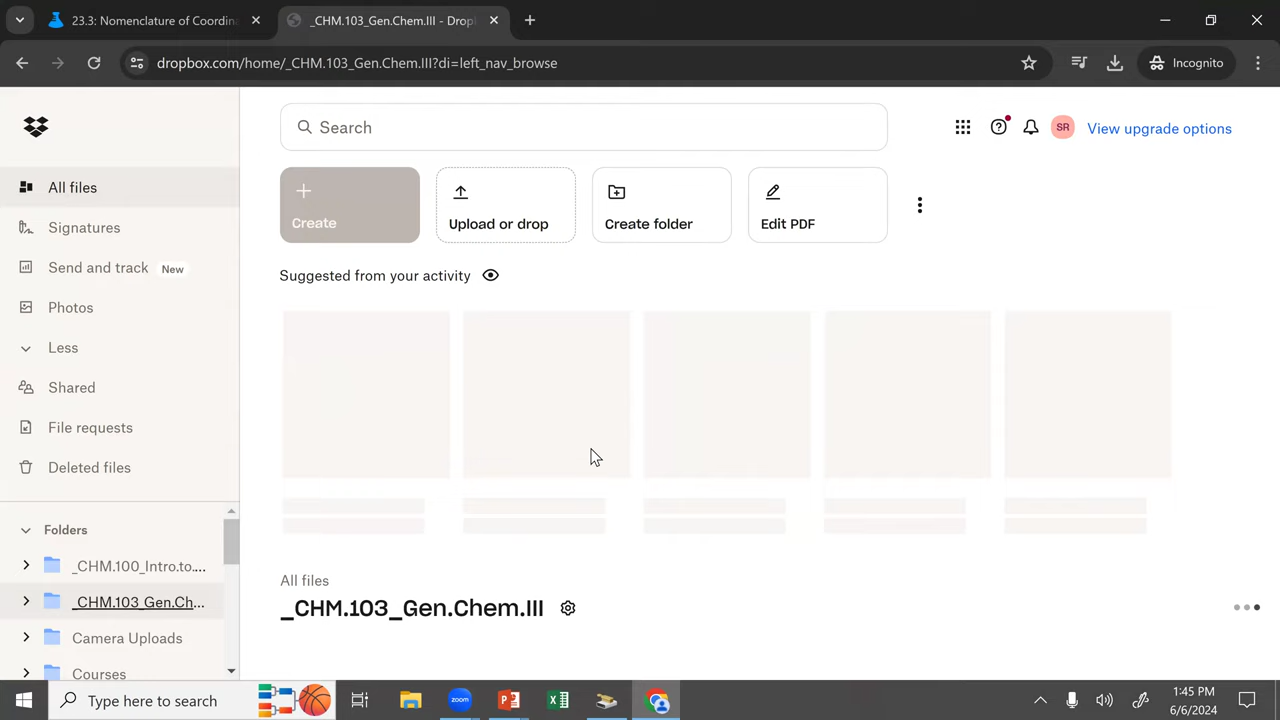 23.3: Nomenclature of Coordina
_CHM.103_Gen.Chem.III - Drop
dropbox.com/home/_CHM.103_Gen.Chem.III?di=left_nav_browse
Incognito
Search
SR
View upgrade options
All files
Signatures
Send and track New
Photos
Less
Shared
File requests
Deleted files
Folders
_CHM.100_Intro.to....
_CHM.103_Gen.Ch...
Camera Uploads
Courses
Create
Upload or drop
Create folder
Edit PDF
Suggested from your activity
All files
_CHM.103_Gen.Chem.III
Type here to search
zoom
1:45 PM
6/6/2024